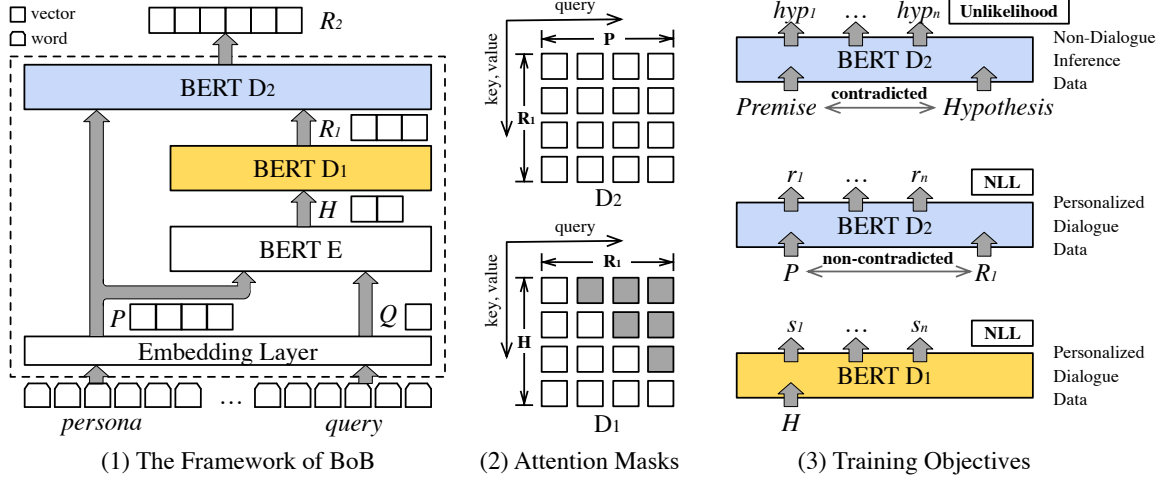 vector
word
R2
BERT D2
R1
BERT D1
H
BERT E
P
Q
Embedding Layer
...
persona
query
(1) The Framework of BoB
query
key, value
P
R1
D2
query
key, value
R1
H
D1
(2) Attention Masks
hyp1 ... hypn
Unlikelihood
BERT D2
Non-Dialogue
Inference
Data
contradicted
Premise
Hypothesis
r1 ... rn
NLL
BERT D2
Personalized
Dialogue
Data
non-contradicted
P
R1
s1 ... sn
NLL
BERT D1
Personalized
Dialogue
Data
H
(3) Training Objectives